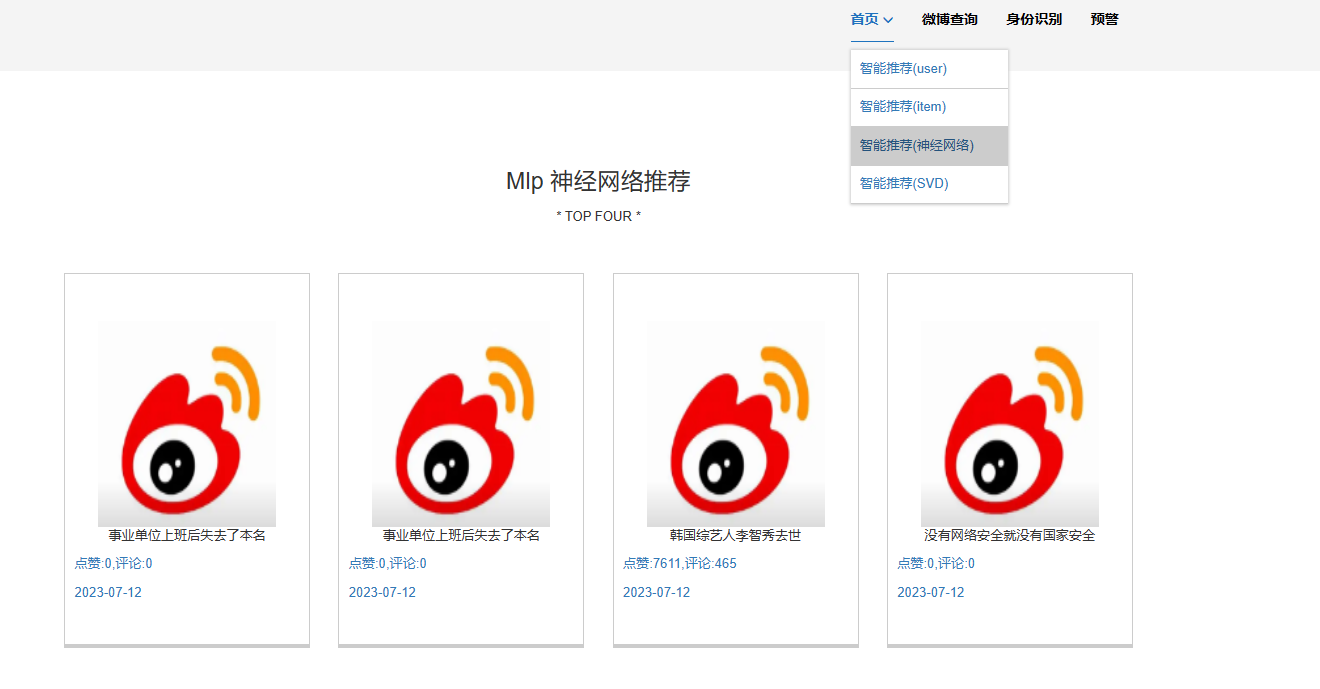 首页 微博查询 身份识别 预警
智能推荐(user)
智能推荐(item)
智能推荐(神经网络)
智能推荐(SVD)
Mlp 神经网络推荐
* TOP FOUR *
事业单位上班后失去了本名
点赞:0,评论:0
2023-07-12
事业单位上班后失去了本名
点赞:0,评论:0
2023-07-12
韩国综艺人李智秀去世
点赞:7611,评论:465
2023-07-12
没有网络安全就没有国家安全
点赞:0,评论:0
2023-07-12